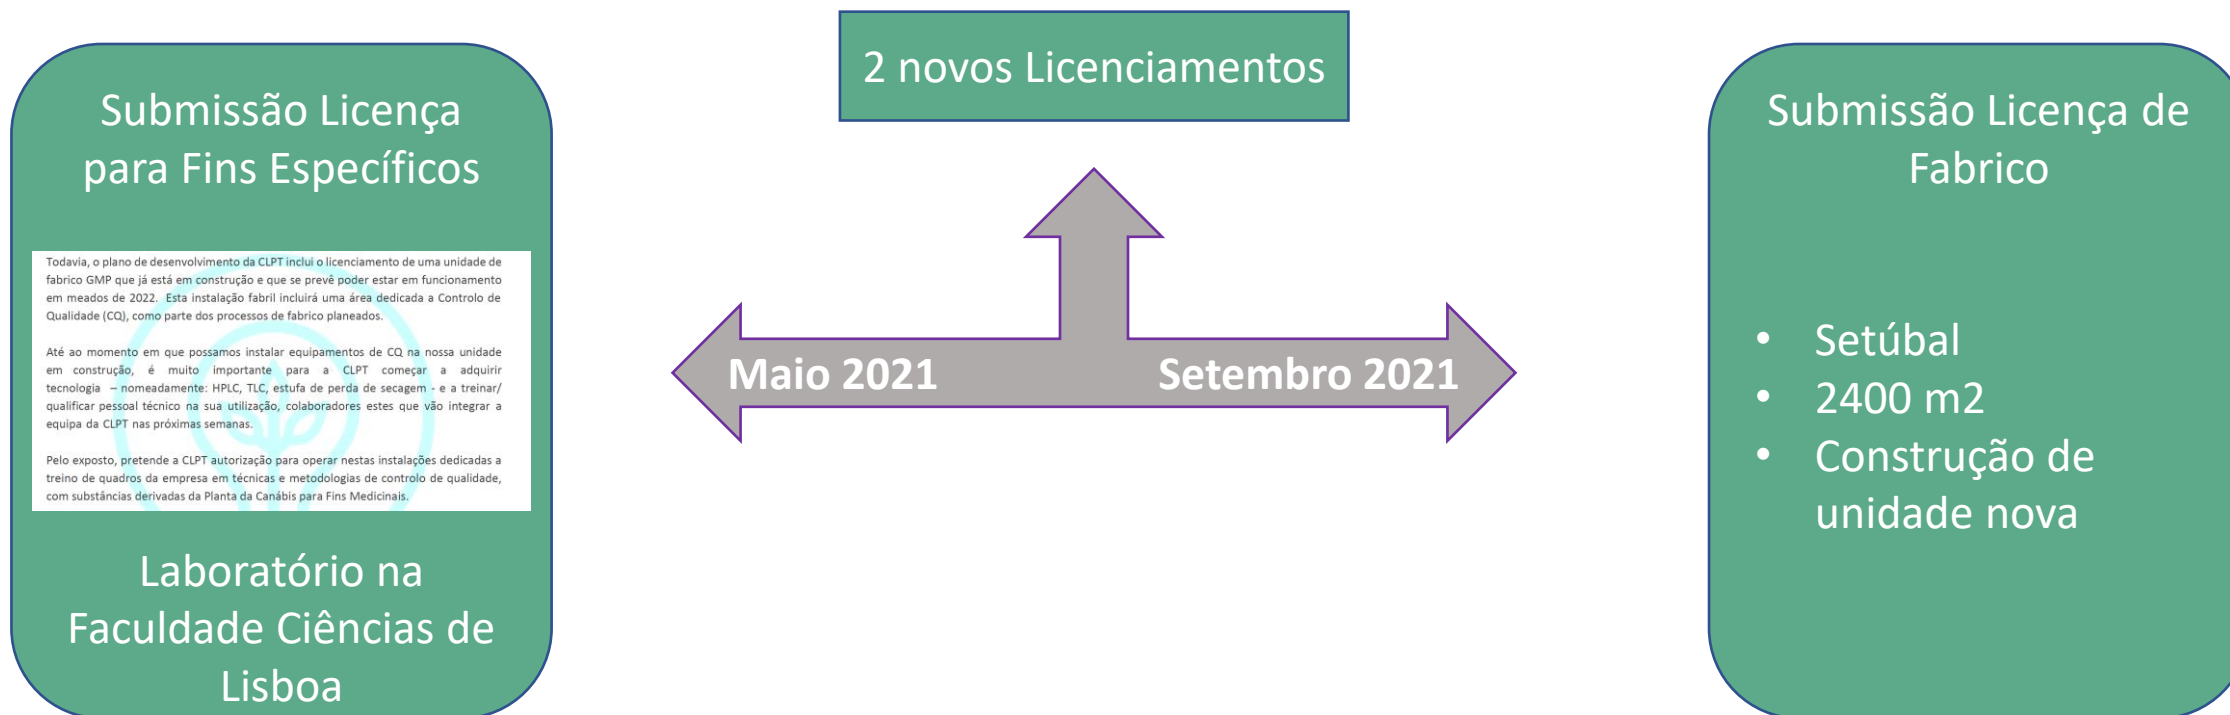 2 novos Licenciamentos
Submissão Licença
para Fins Específicos
Todavia, o plano de desenvolvimento da CLPT inclui o licenciamento de uma unidade de
fabrico GMP que já está em construção e que se prevê poder estar em funcionamento
em meados de 2022. Esta instalação fabril incluirá uma área dedicada a Controlo de
Qualidade (CQ), como parte dos processos de fabrico planeados.
Até ao momento em que possamos instalar equipamentos de CQ na nossa unidade
em construção, é muito importante para a CLPT começar a adquirir
tecnologia – nomeadamente: HPLC, TLC, estufa de perda de secagem - e a treinar/
qualificar pessoal técnico na sua utilização, colaboradores estes que vão integrar a
equipa da CLPT nas próximas semanas.
Pelo exposto, pretende a CLPT autorização para operar nestas instalações dedicadas a
treino de quadros da empresa em técnicas e metodologias de controlo de qualidade,
com substâncias derivadas da Planta da Canábis para Fins Medicinais.
Laboratório na
Faculdade Ciências de
Lisboa
Maio 2021
Setembro 2021
Submissão Licença de
Fabrico
• Setúbal
• 2400 m2
• Construção de
unidade nova